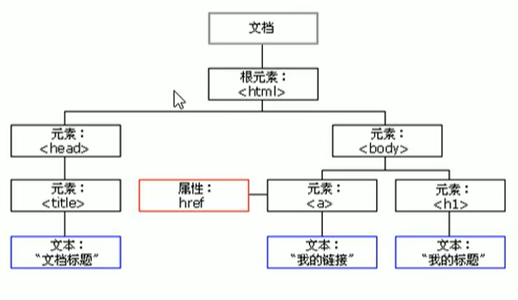 文档
根元素：
<html>
元素：
<head>
元素：
<body>
元素：
<title>
属性：
href
元素：
<a>
元素：
<h1>
文本：
“文档标题”
文本：
“我的链接”
文本：
“我的标题”